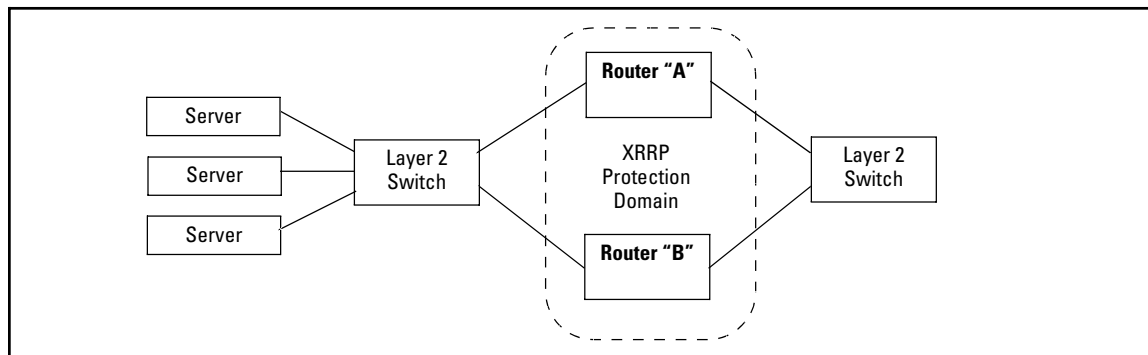 Server
Server
Server
Layer 2
Switch
Router “A”
XRRP
Protection
Domain
Router “B”
Layer 2
Switch